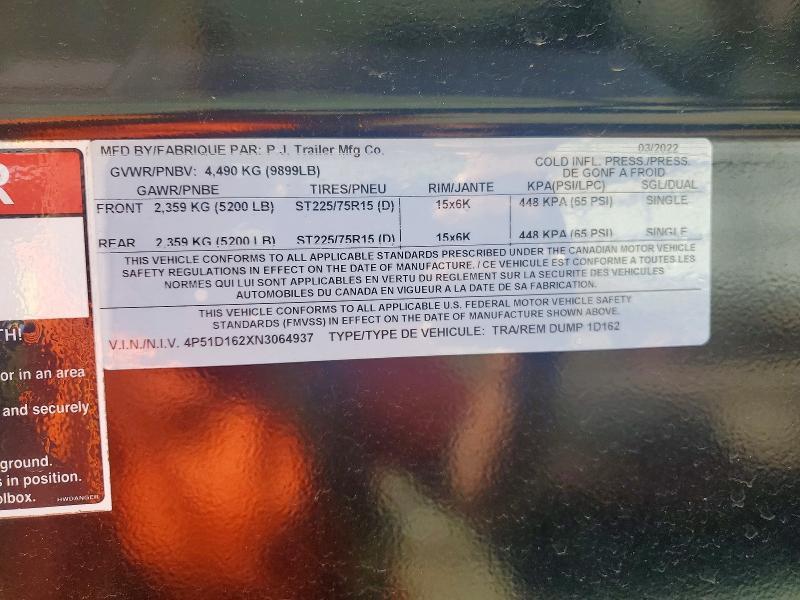 MFD BY/FABRIQUE PAR: P.J. Trailer Mfg Co. 03/2022
GVWR/PNBV: 4,490 KG (9899LB) COLD INFL. PRESS./PRESS. DE GONF A FROID
GAWR/PNBE TIRES/PNEU RIM/JANTE KPA(PSI/LPC) SGL/DUAL
FRONT 2,359 KG (5200 LB) ST225/75R15 (D) 15x6K 448 KPA (65 PSI) SINGLE
REAR 2,359 KG (5200 LB) ST225/75R15 (D) 15x6K 448 KPA (65 PSI) SINGLE
THIS VEHICLE CONFORMS TO ALL APPLICABLE STANDARDS PRESCRIBED UNDER THE CANADIAN MOTOR VEHICLE
SAFETY REGULATIONS IN EFFECT ON THE DATE OF MANUFACTURE. / CE VEHICULE EST CONFORME A TOUTES LES
NORMES QUI LUI SONT APPLICABLES EN VERTU DU REGLEMENT SUR LA SECURITE DES VEHICULES
AUTOMOBILES DU CANADA EN VIGUEUR A LA DATE DE SA FABRICATION.
THIS VEHICLE CONFORMS TO ALL APPLICABLE U.S. FEDERAL MOTOR VEHICLE SAFETY
STANDARDS (FMVSS) IN EFFECT ON THE DATE OF MANUFACTURE SHOWN ABOVE.
V.I.N./N.I.V. 4P51D162XN3064937 TYPE/TYPE DE VEHICULE: TRA/REM DUMP 1D162
R
TH!
or in an area
and securely
ground.
s in position.
olbox.
HWDANGER